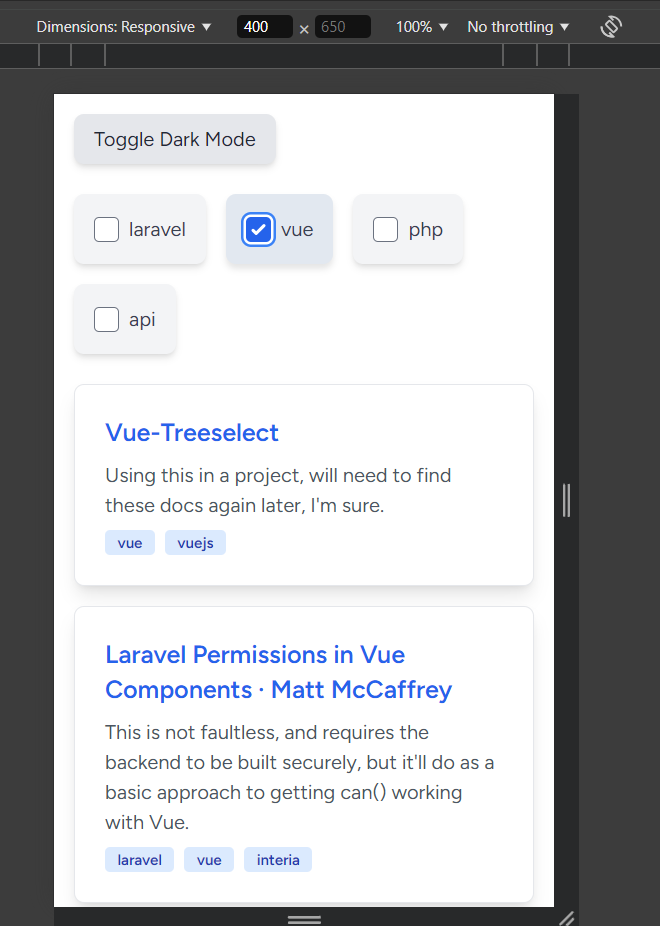 Dimensions: Responsive 400 × 650 100% No throttling
Toggle Dark Mode
laravel vue php
api
Vue-Treeselect
Using this in a project, will need to find
these docs again later, I'm sure.
vue vuejs
Laravel Permissions in Vue
Components · Matt McCaffrey
This is not faultless, and requires the
backend to be built securely, but it'll do as a
basic approach to getting can() working
with Vue.
laravel vue interia